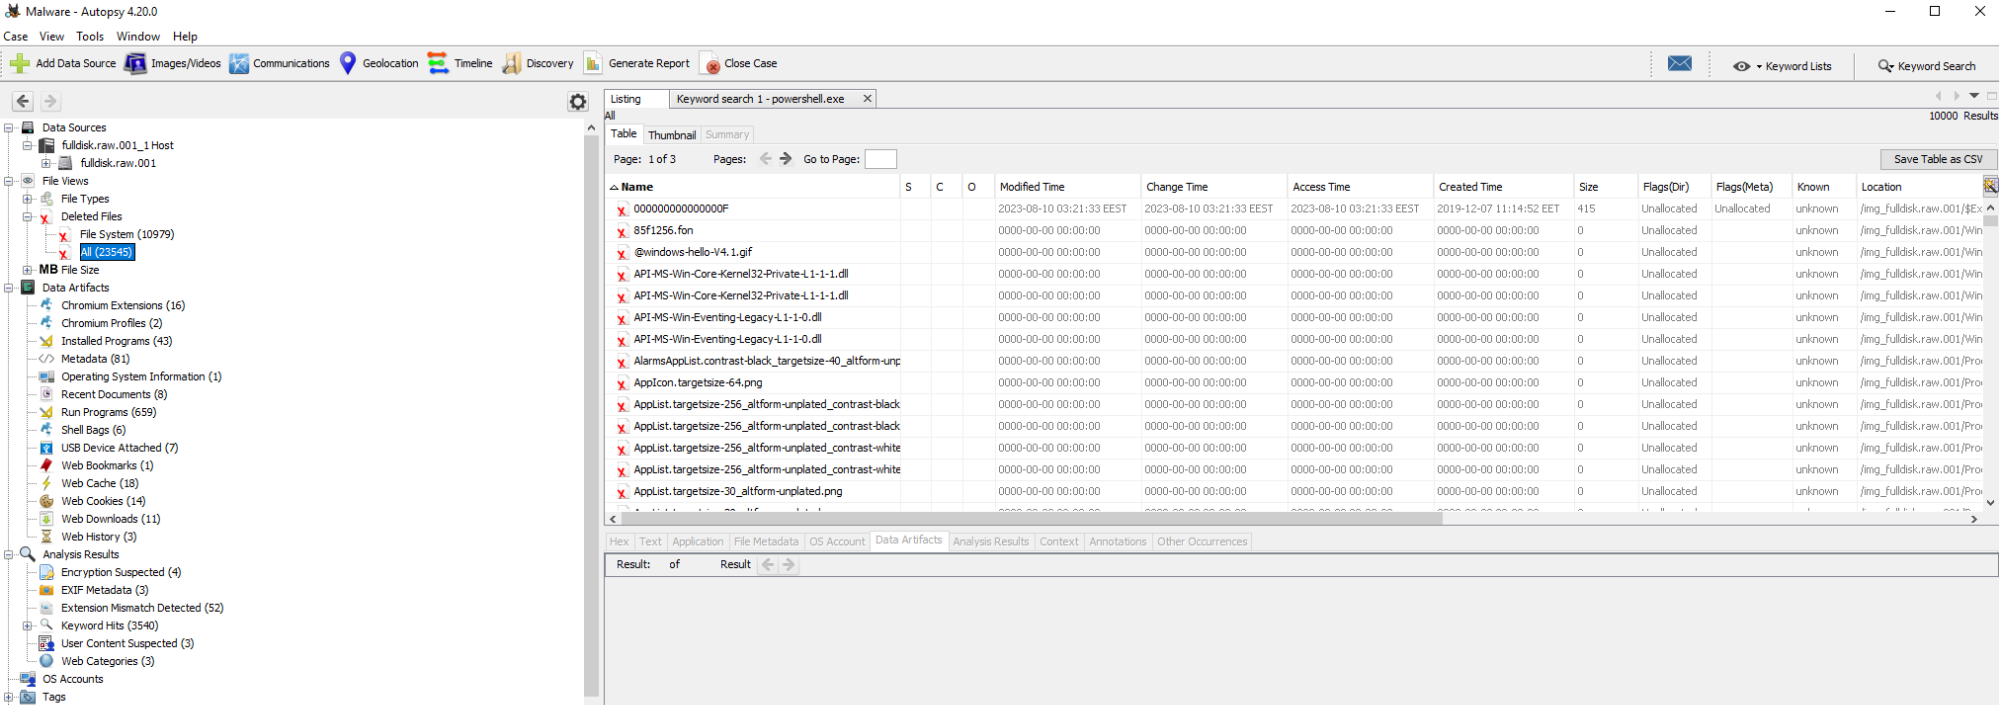 Malware - Autopsy 4.20.0
Case View Tools Window Help
Add Data Source Images/Videos Communications Geolocation Timeline Discovery Generate Report Close Case Keyword Lists Keyword Search
Data Sources
fulldisk.raw.001_1 Host
fulldisk.raw.001
File Views
File Types
Deleted Files
File System (10979)
All (23545)
MB File Size
Data Artifacts
Chromium Extensions (16)
Chromium Profiles (2)
Installed Programs (43)
Metadata (81)
Operating System Information (1)
Recent Documents (8)
Run Programs (659)
Shell Bags (6)
USB Device Attached (7)
Web Bookmarks (1)
Web Cache (18)
Web Cookies (14)
Web Downloads (11)
Web History (3)
Analysis Results
Encryption Suspected (4)
EXIF Metadata (3)
Extension Mismatch Detected (52)
Keyword Hits (3540)
User Content Suspected (3)
Web Categories (3)
OS Accounts
Tags
Listing Keyword search 1 - powershell.exe
All 10000 Results
Table Thumbnail Summary
Page: 1 of 3 Pages: Go to Page: Save Table as CSV
Name S C O Modified Time Change Time Access Time Created Time Size Flags(Dir) Flags(Meta) Known Location
000000000000000F 2023-08-10 03:21:33 EEST 2023-08-10 03:21:33 EEST 2023-08-10 03:21:33 EEST 2019-12-07 11:14:52 EET 415 Unallocated Unallocated unknown /img_fulldisk.raw.001/$Ex
85f1256.fon 0000-00-00 00:00:00 0000-00-00 00:00:00 0000-00-00 00:00:00 0000-00-00 00:00:00 0 Unallocated unknown /img_fulldisk.raw.001/Win
@windows-hello-V4.1.gif 0000-00-00 00:00:00 0000-00-00 00:00:00 0000-00-00 00:00:00 0000-00-00 00:00:00 0 Unallocated unknown /img_fulldisk.raw.001/Win
API-MS-Win-Core-Kernel32-Private-L1-1-1.dll 0000-00-00 00:00:00 0000-00-00 00:00:00 0000-00-00 00:00:00 0000-00-00 00:00:00 0 Unallocated unknown /img_fulldisk.raw.001/Win
API-MS-Win-Core-Kernel32-Private-L1-1-1.dll 0000-00-00 00:00:00 0000-00-00 00:00:00 0000-00-00 00:00:00 0000-00-00 00:00:00 0 Unallocated unknown /img_fulldisk.raw.001/Win
API-MS-Win-Eventing-Legacy-L1-1-0.dll 0000-00-00 00:00:00 0000-00-00 00:00:00 0000-00-00 00:00:00 0000-00-00 00:00:00 0 Unallocated unknown /img_fulldisk.raw.001/Win
API-MS-Win-Eventing-Legacy-L1-1-0.dll 0000-00-00 00:00:00 0000-00-00 00:00:00 0000-00-00 00:00:00 0000-00-00 00:00:00 0 Unallocated unknown /img_fulldisk.raw.001/Win
AlarmsAppList.contrast-black_targetsize-40_altform-unp 0000-00-00 00:00:00 0000-00-00 00:00:00 0000-00-00 00:00:00 0000-00-00 00:00:00 0 Unallocated unknown /img_fulldisk.raw.001/Pro
AppIcon.targetsize-64.png 0000-00-00 00:00:00 0000-00-00 00:00:00 0000-00-00 00:00:00 0000-00-00 00:00:00 0 Unallocated unknown /img_fulldisk.raw.001/Pro
AppList.targetsize-256_altform-unplated_contrast-black 0000-00-00 00:00:00 0000-00-00 00:00:00 0000-00-00 00:00:00 0000-00-00 00:00:00 0 Unallocated unknown /img_fulldisk.raw.001/Pro
AppList.targetsize-256_altform-unplated_contrast-black 0000-00-00 00:00:00 0000-00-00 00:00:00 0000-00-00 00:00:00 0000-00-00 00:00:00 0 Unallocated unknown /img_fulldisk.raw.001/Pro
AppList.targetsize-256_altform-unplated_contrast-white 0000-00-00 00:00:00 0000-00-00 00:00:00 0000-00-00 00:00:00 0000-00-00 00:00:00 0 Unallocated unknown /img_fulldisk.raw.001/Pro
AppList.targetsize-256_altform-unplated_contrast-white 0000-00-00 00:00:00 0000-00-00 00:00:00 0000-00-00 00:00:00 0000-00-00 00:00:00 0 Unallocated unknown /img_fulldisk.raw.001/Pro
AppList.targetsize-30_altform-unplated.png 0000-00-00 00:00:00 0000-00-00 00:00:00 0000-00-00 00:00:00 0000-00-00 00:00:00 0 Unallocated unknown /img_fulldisk.raw.001/Pro
Hex Text Application File Metadata OS Account Data Artifacts Analysis Results Context Annotations Other Occurrences
Result: of Result